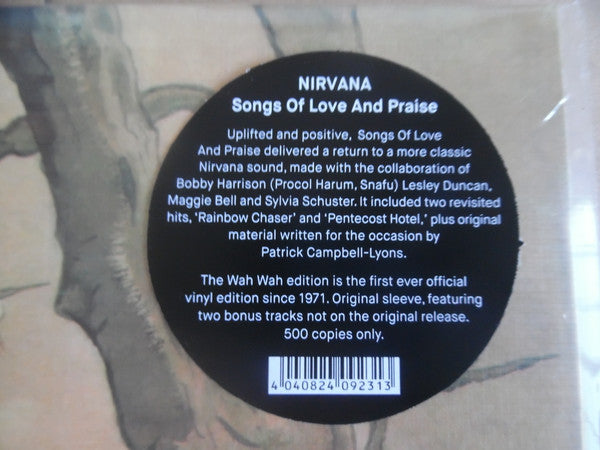 NIRVANA
Songs Of Love And Praise
Uplifted and positive, Songs Of Love
And Praise delivered a return to a more classic
Nirvana sound, made with the collaboration of
Bobby Harrison (Procol Harum, Snafu) Lesley Duncan,
Maggie Bell and Sylvia Schuster. It included two revisited
hits, 'Rainbow Chaser' and 'Pentecost Hotel,' plus original
material written for the occasion by
Patrick Campbell-Lyons.
The Wah Wah edition is the first ever official
vinyl edition since 1971. Original sleeve, featuring
two bonus tracks not on the original release.
500 copies only.
4 040824 092313